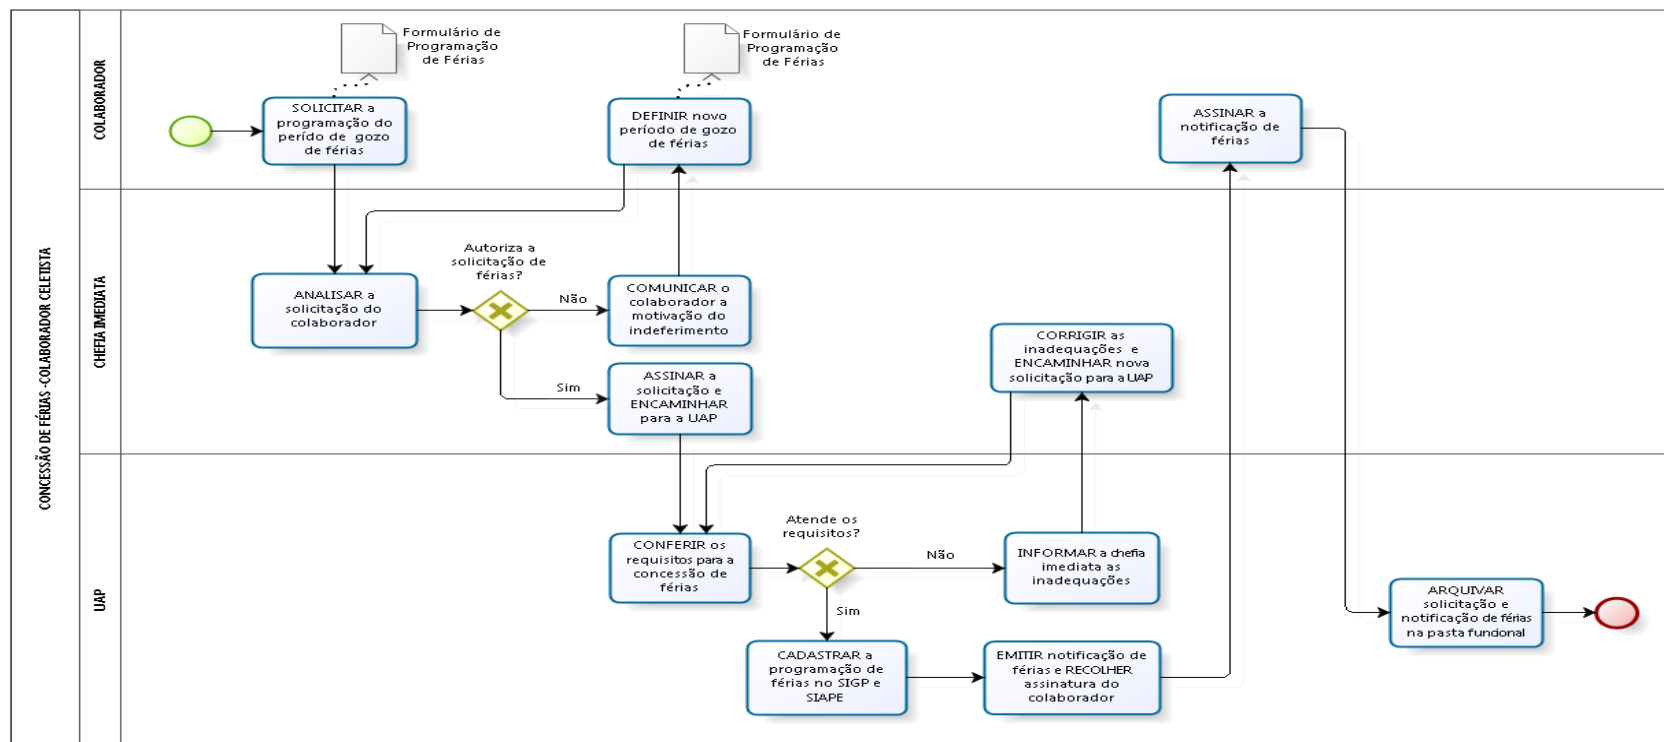 CONCESSÃO DE FÉRIAS -COLABORADOR CELETISTA
COLABORADOR
Formulário de
Programação
de Férias
Formulário de
Programação
de Férias
SOLICITAR a
programação do
perído de gozo
de férias
DEFINIR novo
período de gozo
de férias
ASSINAR a
notificação de
férias
CHEFIA IMEDIATA
ANALISAR a
solicitação do
colaborador
Autoriza a
solicitação de
férias?
Não
COMUNICAR o
colaborador a
motivação do
indeferimento
Sim
ASSINAR a
solicitação e
ENCAMINHAR
para a UAP
CORRIGIR as
inadequações e
ENCAMINHAR nova
solicitação para a UAP
UAP
CONFERIR os
requisitos para a
concessão de
férias
Atende os
requisitos?
Não
INFORMAR a chefia
imediata as
inadequações
Sim
CADASTRAR a
programação de
férias no SIGP e
SIAPE
EMITIR notificação de
férias e RECOLHER
assinatura do
colaborador
ARQUIVAR
solicitação e
notificação de férias
na pasta funcional